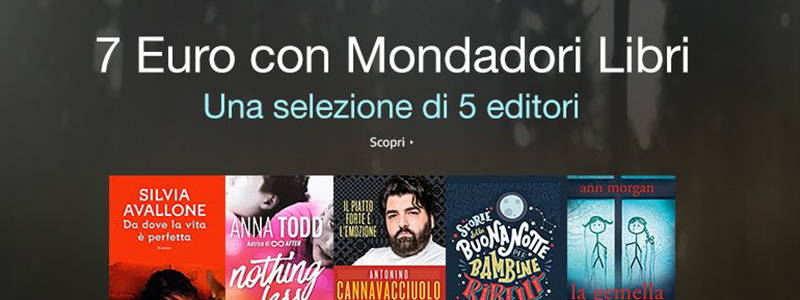 7 Euro con Mondadori Libri
Una selezione di 5 editori
Scopri
SILVIA
AVALLONE
Da dove la vita
è perfetta
Romanzo
ANNA TODD
Autrice di AFTER
nothing
less
IL PIATTO
FORTE È
L'EMOZIONE
ANTONINO
CANNAVACCIUOLO
STORIE
della
BUONANOTTE
PER
BAMBINE
RIBELLI
ann morgan
la gemella